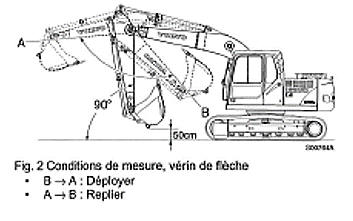 A
90°
B
50cm
Fig. 2 Conditions de mesure, vérin de flèche
• B → A : Déployer
• A → B : Replier